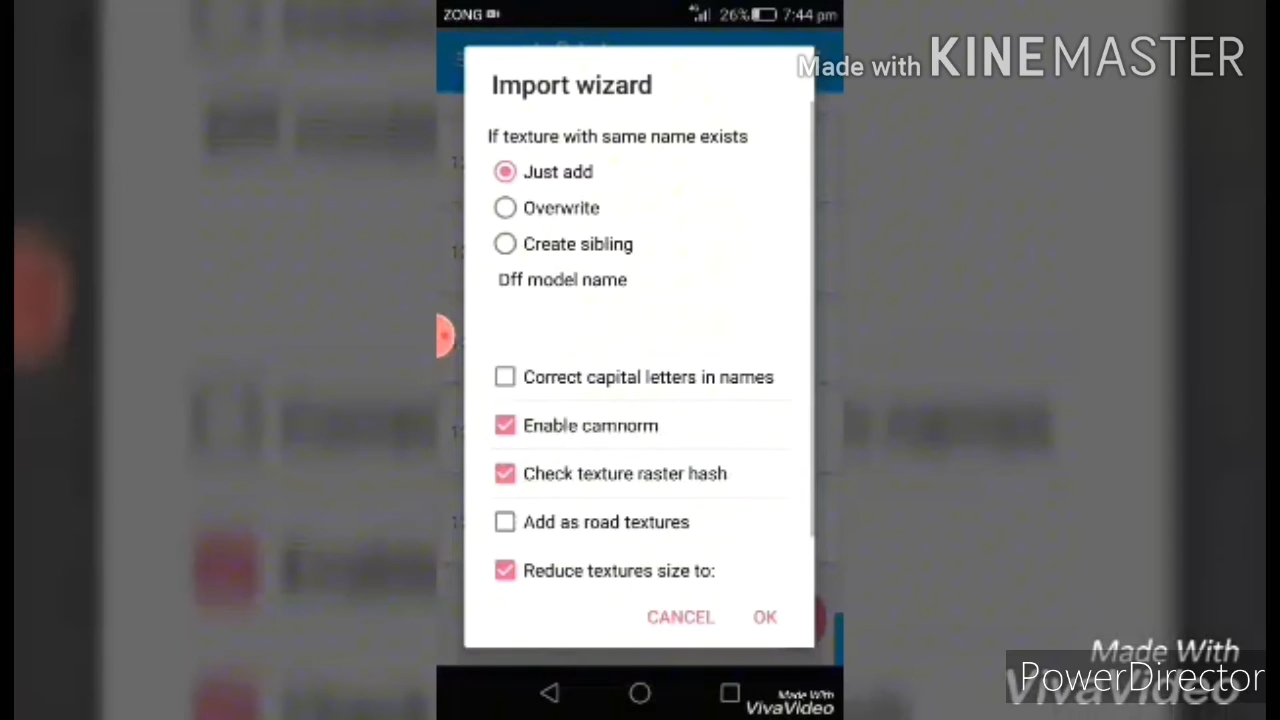 ZONG 26% 7:44 pm
Made with KINEMASTER
Import wizard
If texture with same name exists
Just add
Overwrite
Create sibling
Dff model name
Correct capital letters in names
Enable camnorm
Check texture raster hash
Add as road textures
Reduce textures size to:
CANCEL OK
Made With
PowerDirector
VivaVideo
Made With
VivaVideo